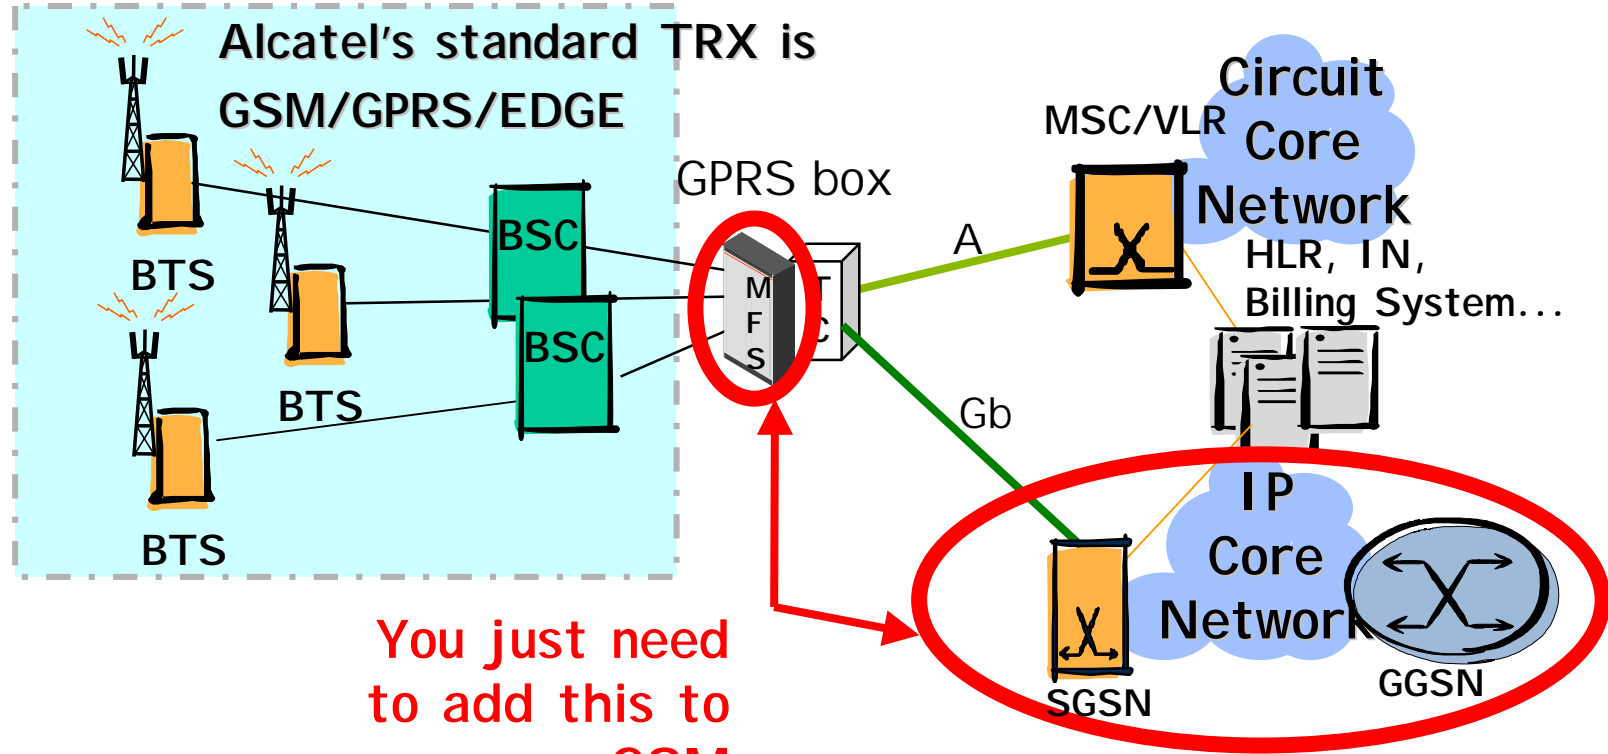 Alcatel's standard TRX is
GSM/GPRS/EDGE
Circuit
Core
Network
MSC/VLR
GPRS box
BSC
BSC
A
HLR, IN,
Billing System...
BTS
BTS
BTS
M
F
S
T
C
Gb
IP
Core
Network
SGSN
GGSN
You just need
to add this to
GSM